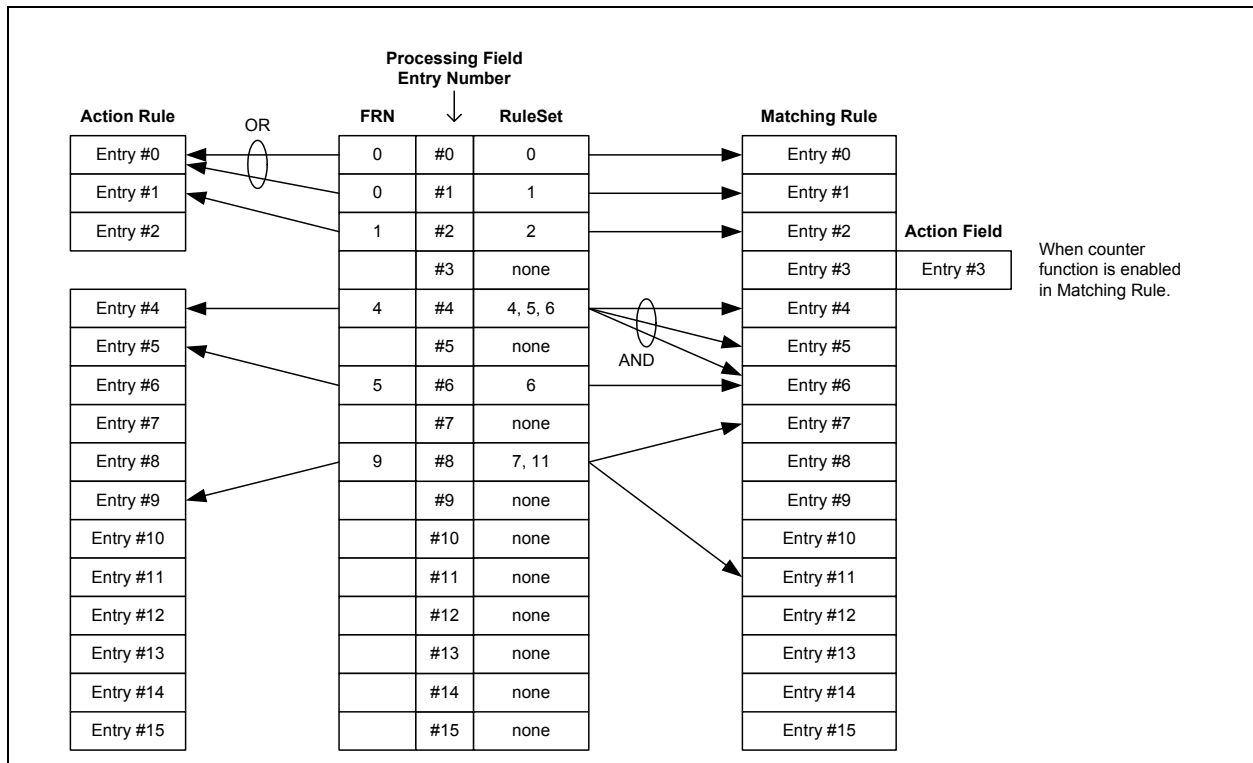 Processing Field
Entry Number
Action Rule
OR
FRN
RuleSet
Matching Rule
Entry #0
0
#0
0
Entry #0
Entry #1
0
#1
1
Entry #1
Entry #2
1
#2
2
Entry #2
Action Field
#3
none
Entry #3
Entry #3
When counter
function is enabled
in Matching Rule.
Entry #4
4
#4
4, 5, 6
Entry #4
Entry #5
#5
none
AND
Entry #5
Entry #6
5
#6
6
Entry #6
Entry #7
#7
none
Entry #7
Entry #8
9
#8
7, 11
Entry #8
Entry #9
#9
none
Entry #9
Entry #10
#10
none
Entry #10
Entry #11
#11
none
Entry #11
Entry #12
#12
none
Entry #12
Entry #13
#13
none
Entry #13
Entry #14
#14
none
Entry #14
Entry #15
#15
none
Entry #15